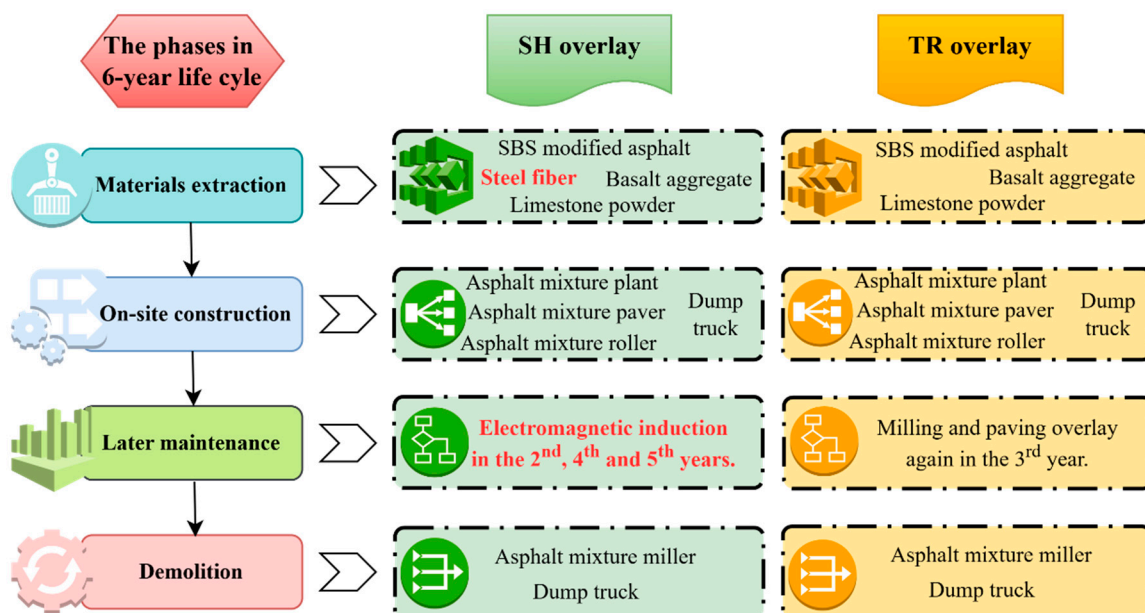 The phases in
6-year life cyle
SH overlay
TR overlay
Materials extraction
SBS modified asphalt
Steel fiber
Basalt aggregate
Limestone powder
SBS modified asphalt
Basalt aggregate
Limestone powder
On-site construction
Asphalt mixture plant
Asphalt mixture paver
Asphalt mixture roller
Dump
truck
Asphalt mixture plant
Asphalt mixture paver
Asphalt mixture roller
Dump
truck
Later maintenance
Electromagnetic induction
in the 2nd, 4th and 5th years.
Milling and paving overlay
again in the 3rd year.
Demolition
Asphalt mixture miller
Dump truck
Asphalt mixture miller
Dump truck